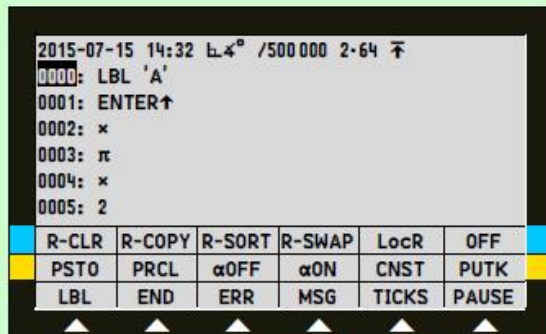 2015-07-15 14:32 ∟∡° /500000 2·64 ⤒
0000: LBL 'A'
0001: ENTER↑
0002: ×
0003: π
0004: ×
0005: 2
R-CLR R-COPY R-SORT R-SWAP LocR OFF
PSTO PRCL αOFF αON CNST PUTK
LBL END ERR MSG TICKS PAUSE